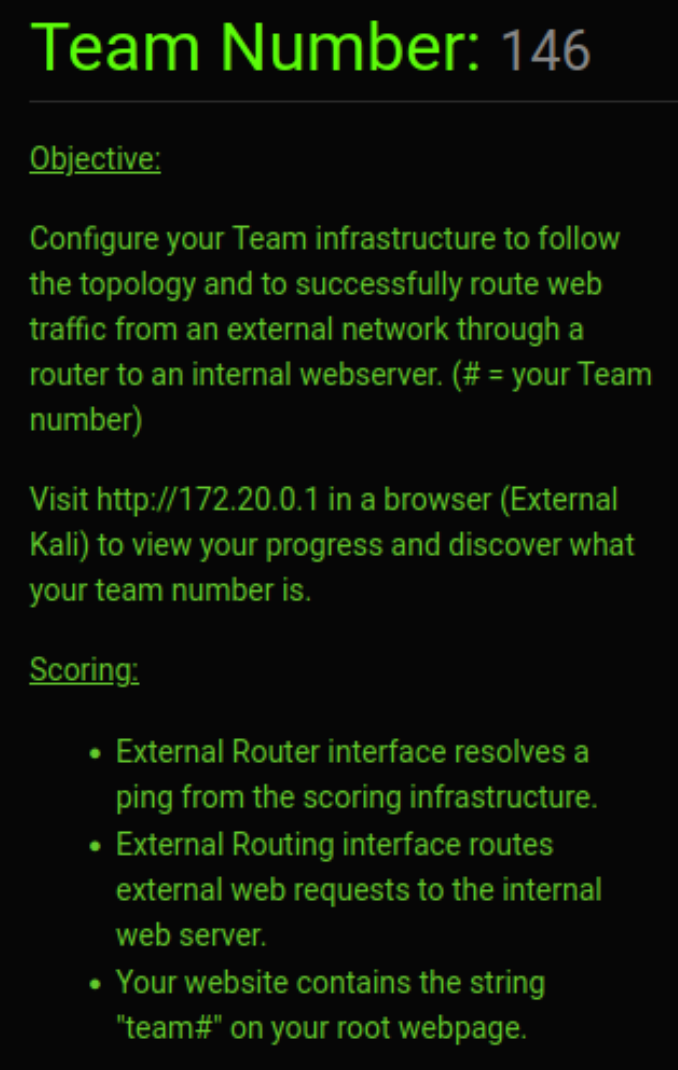 Team Number: 146
Objective:
Configure your Team infrastructure to follow
the topology and to successfully route web
traffic from an external network through a
router to an internal webserver. (# = your Team
number)
Visit http://172.20.0.1 in a browser (External
Kali) to view your progress and discover what
your team number is.
Scoring:
• External Router interface resolves a
ping from the scoring infrastructure.
• External Routing interface routes
external web requests to the internal
web server.
• Your website contains the string
"team#" on your root webpage.